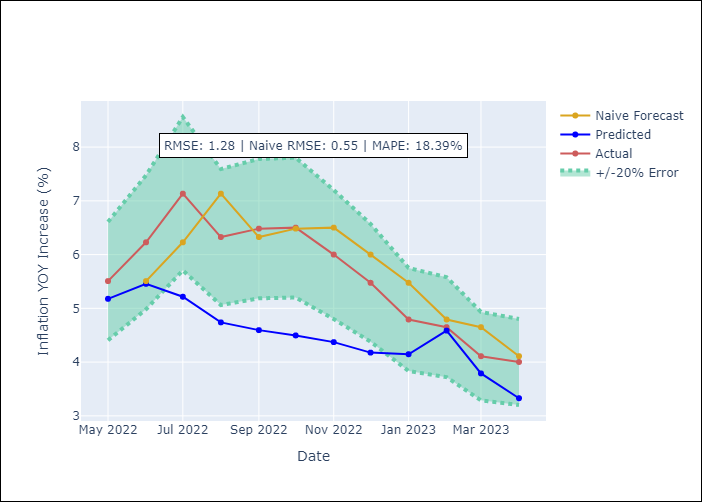 RMSE: 1.28 | Naive RMSE: 0.55 | MAPE: 18.39%
Naive Forecast
Predicted
Actual
+/-20% Error
Inflation YOY Increase (%)
8
7
6
5
4
3
May 2022
Jul 2022
Sep 2022
Nov 2022
Jan 2023
Mar 2023
Date